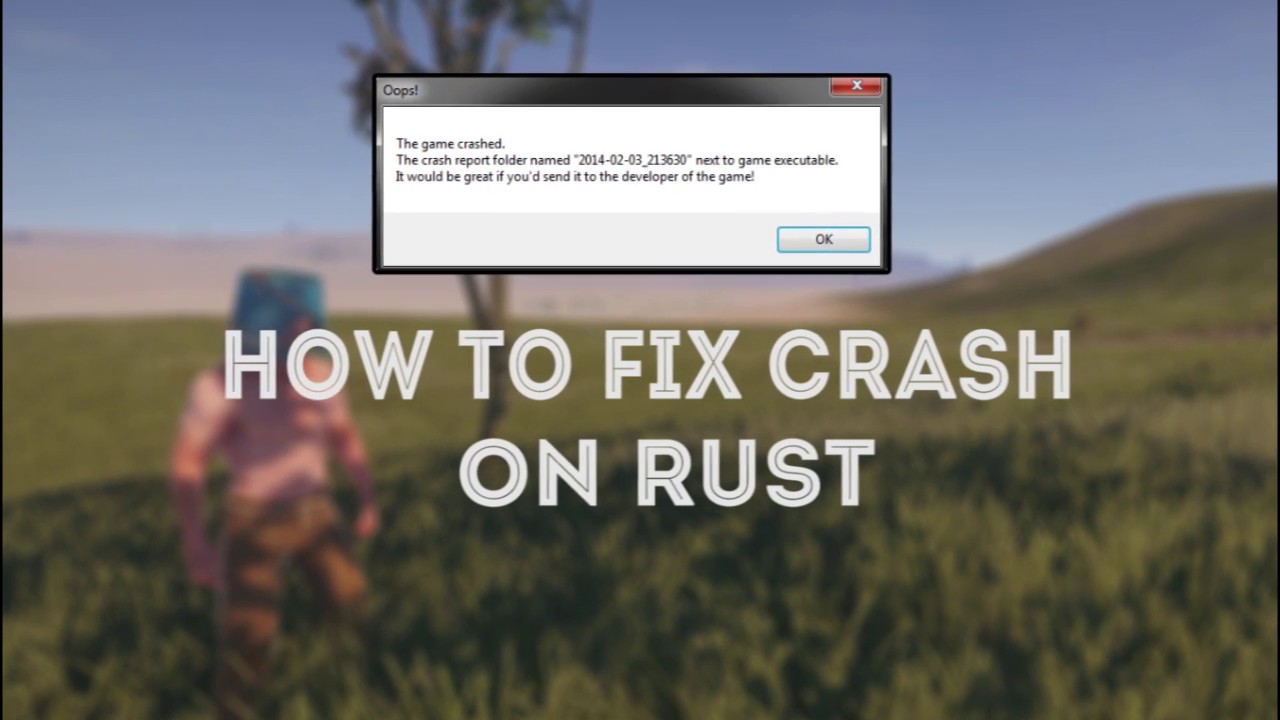 Oops!
The game crashed.
The crash report folder named "2014-02-03_213630" next to game executable.
It would be great if you'd send it to the developer of the game!
OK
HOW TO FIX CRASH
ON RUST